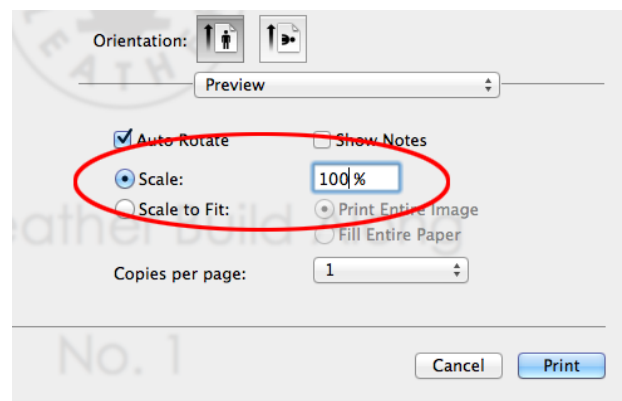 Orientation:
Preview
Auto Rotate
Show Notes
Scale: 100 %
Scale to Fit: Print Entire Image
Fill Entire Paper
Copies per page: 1
No. 1
Cancel Print